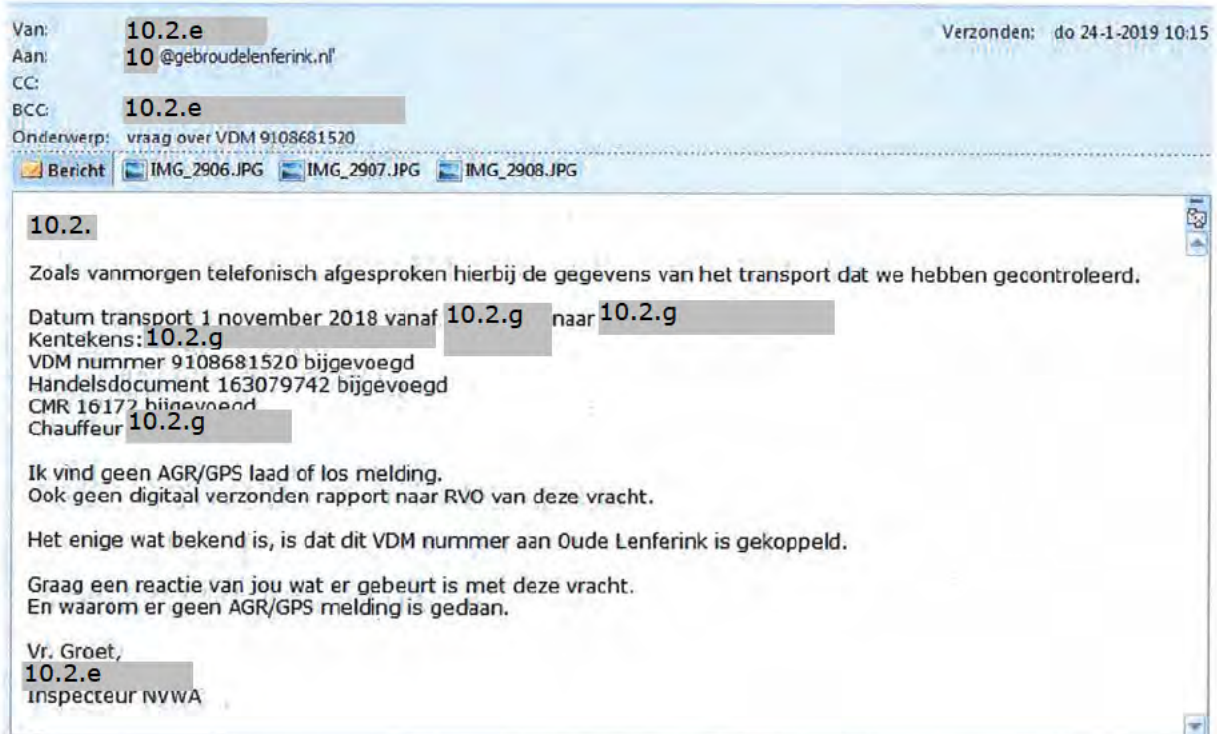 Van: 10.2.e Verzonden: do 24-1-2019 10:15
Aan: 10 @gebroudelenferink.nl'
CC:
BCC: 10.2.e
Onderwerp: vraag over VDM 9108681520
Bericht IMG_2906.JPG IMG_2907.JPG IMG_2908.JPG
10.2.
Zoals vanmorgen telefonisch afgesproken hierbij de gegevens van het transport dat we hebben gecontroleerd.
Datum transport 1 november 2018 vanaf 10.2.g naar 10.2.g
Kentekens: 10.2.g
VDM nummer 9108681520 bijgevoegd
Handelsdocument 163079742 bijgevoegd
CMR 16172 bijgevoegd
Chauffeur 10.2.g
Ik vind geen AGR/GPS laad of los melding.
Ook geen digitaal verzonden rapport naar RVO van deze vracht.
Het enige wat bekend is, is dat dit VDM nummer aan Oude Lenferink is gekoppeld.
Graag een reactie van jou wat er gebeurt is met deze vracht.
En waarom er geen AGR/GPS melding is gedaan.
Vr. Groet,
10.2.e
Inspecteur NVWA